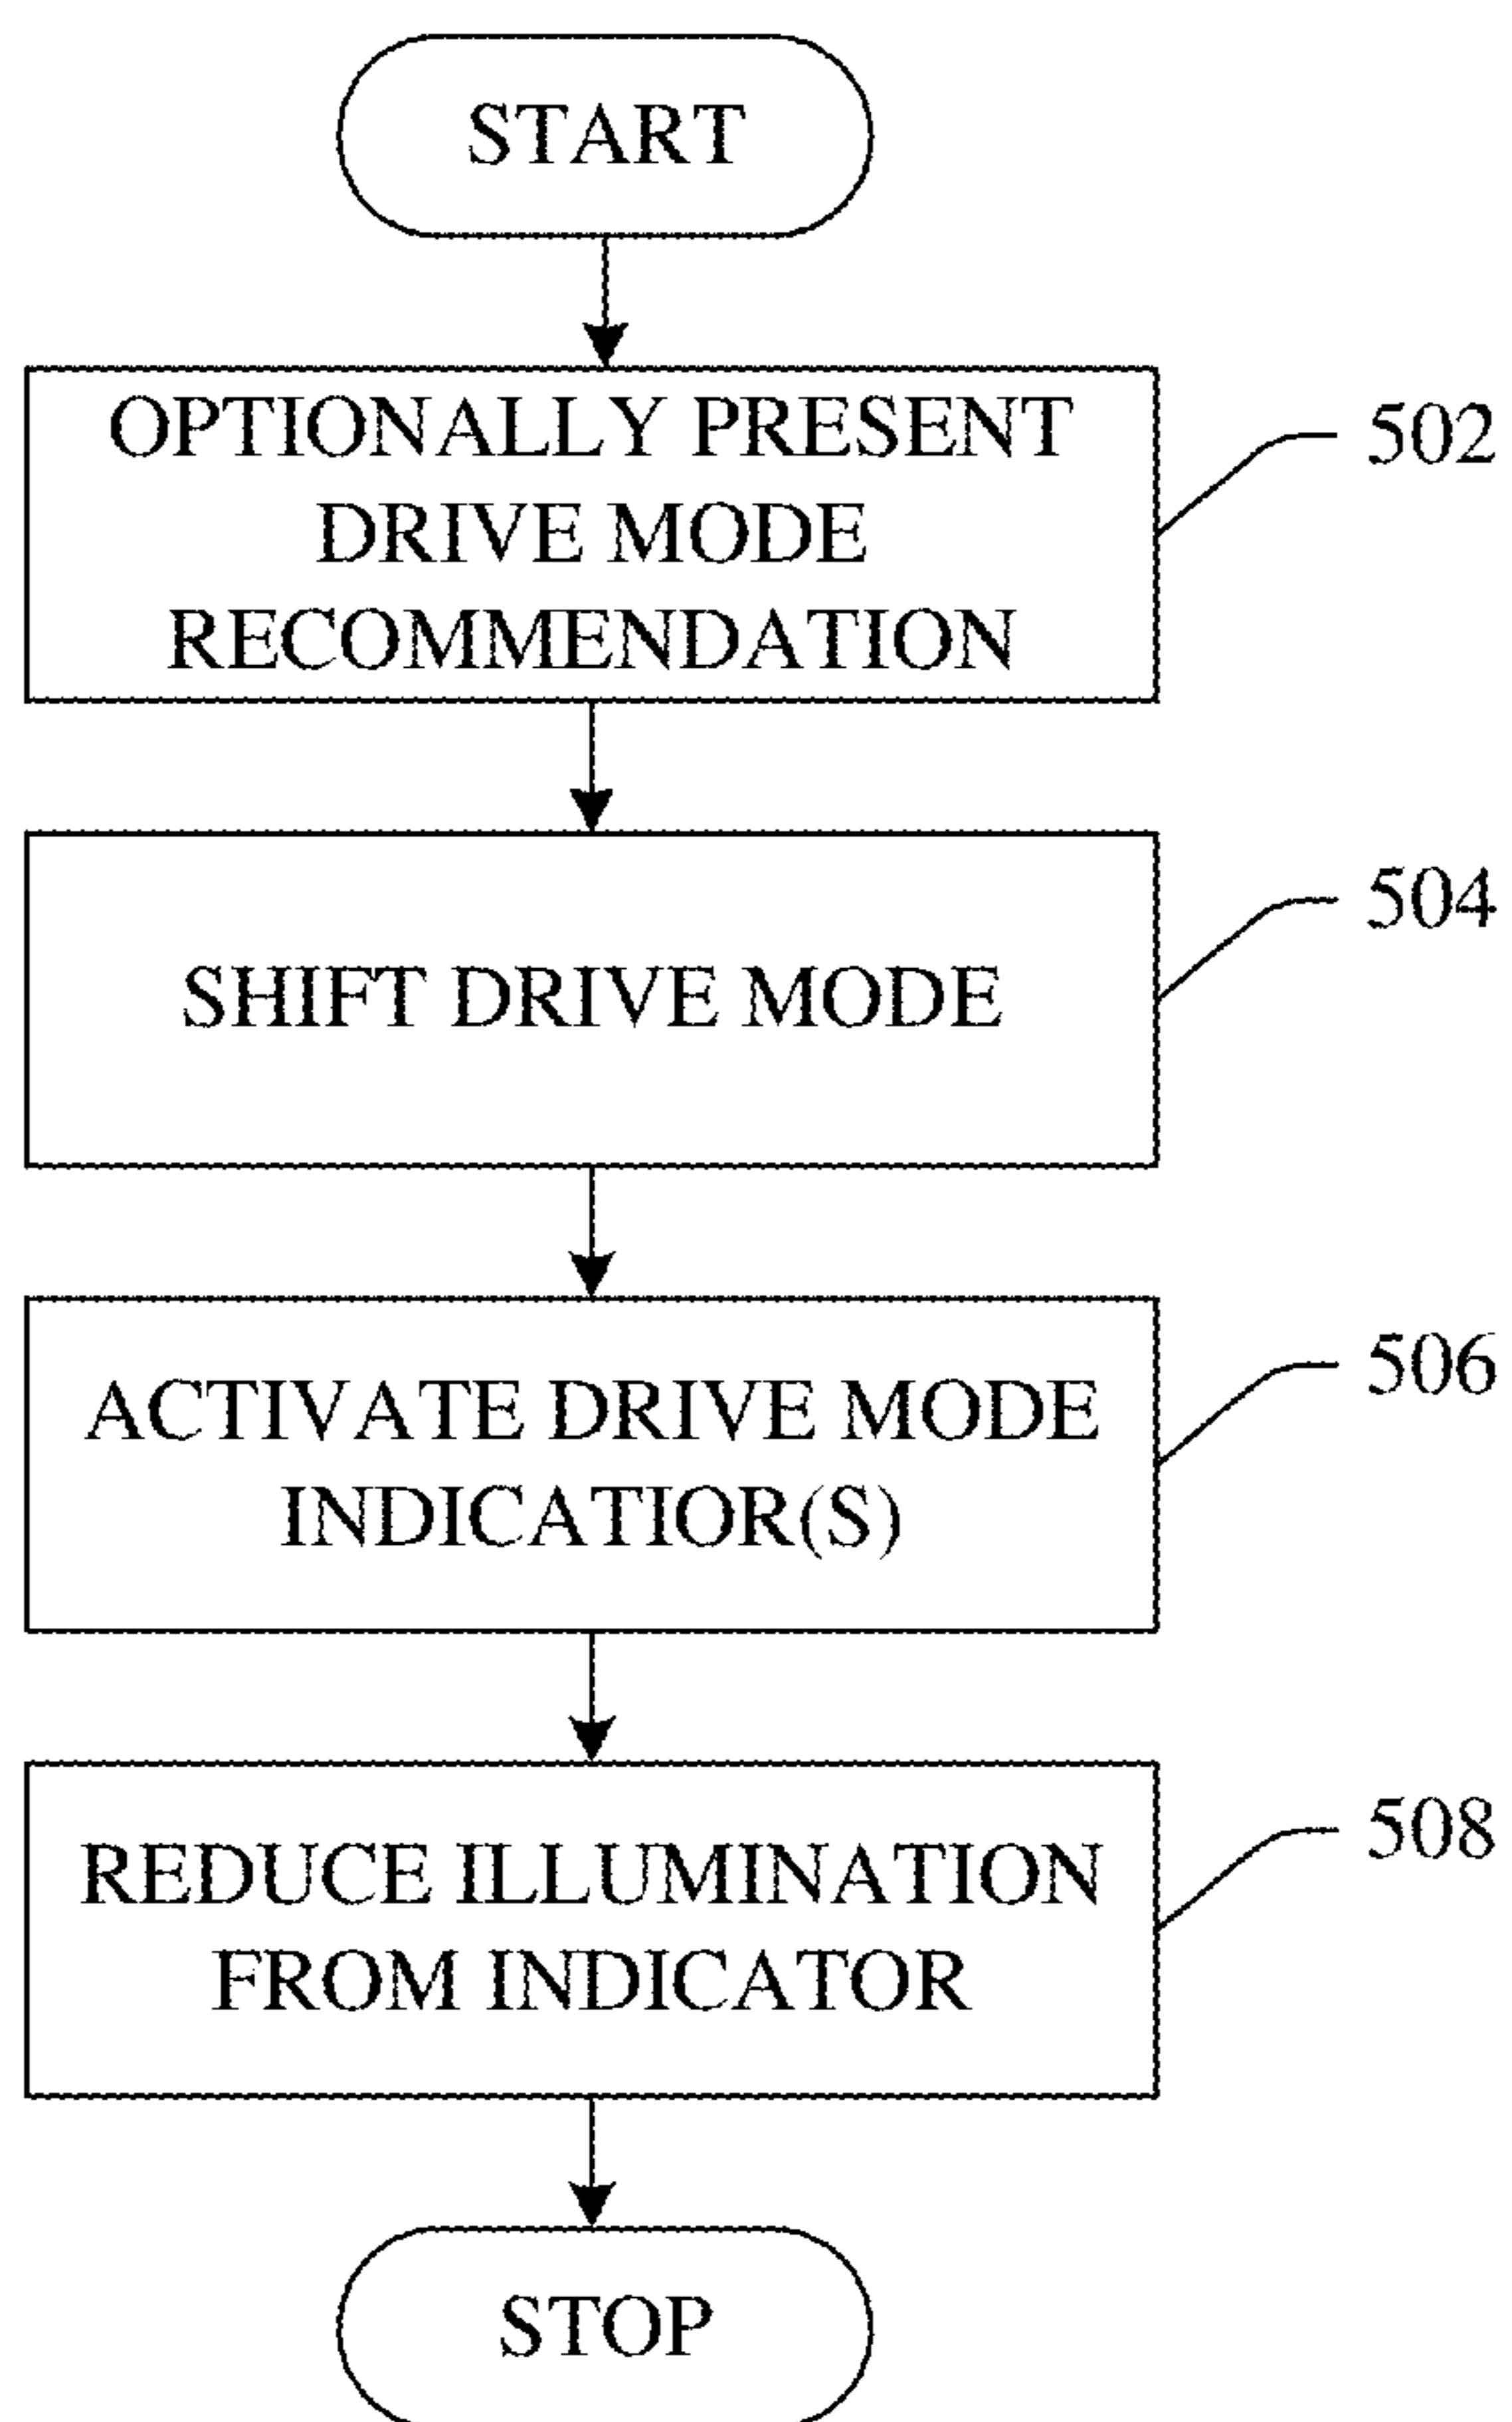 START
OPTIONALLY PRESENT
DRIVE MODE
RECOMMENDATION
502
SHIFT DRIVE MODE
504
ACTIVATE DRIVE MODE
INDICATIOR(S)
506
REDUCE ILLUMINATION
FROM INDICATOR
508
STOP